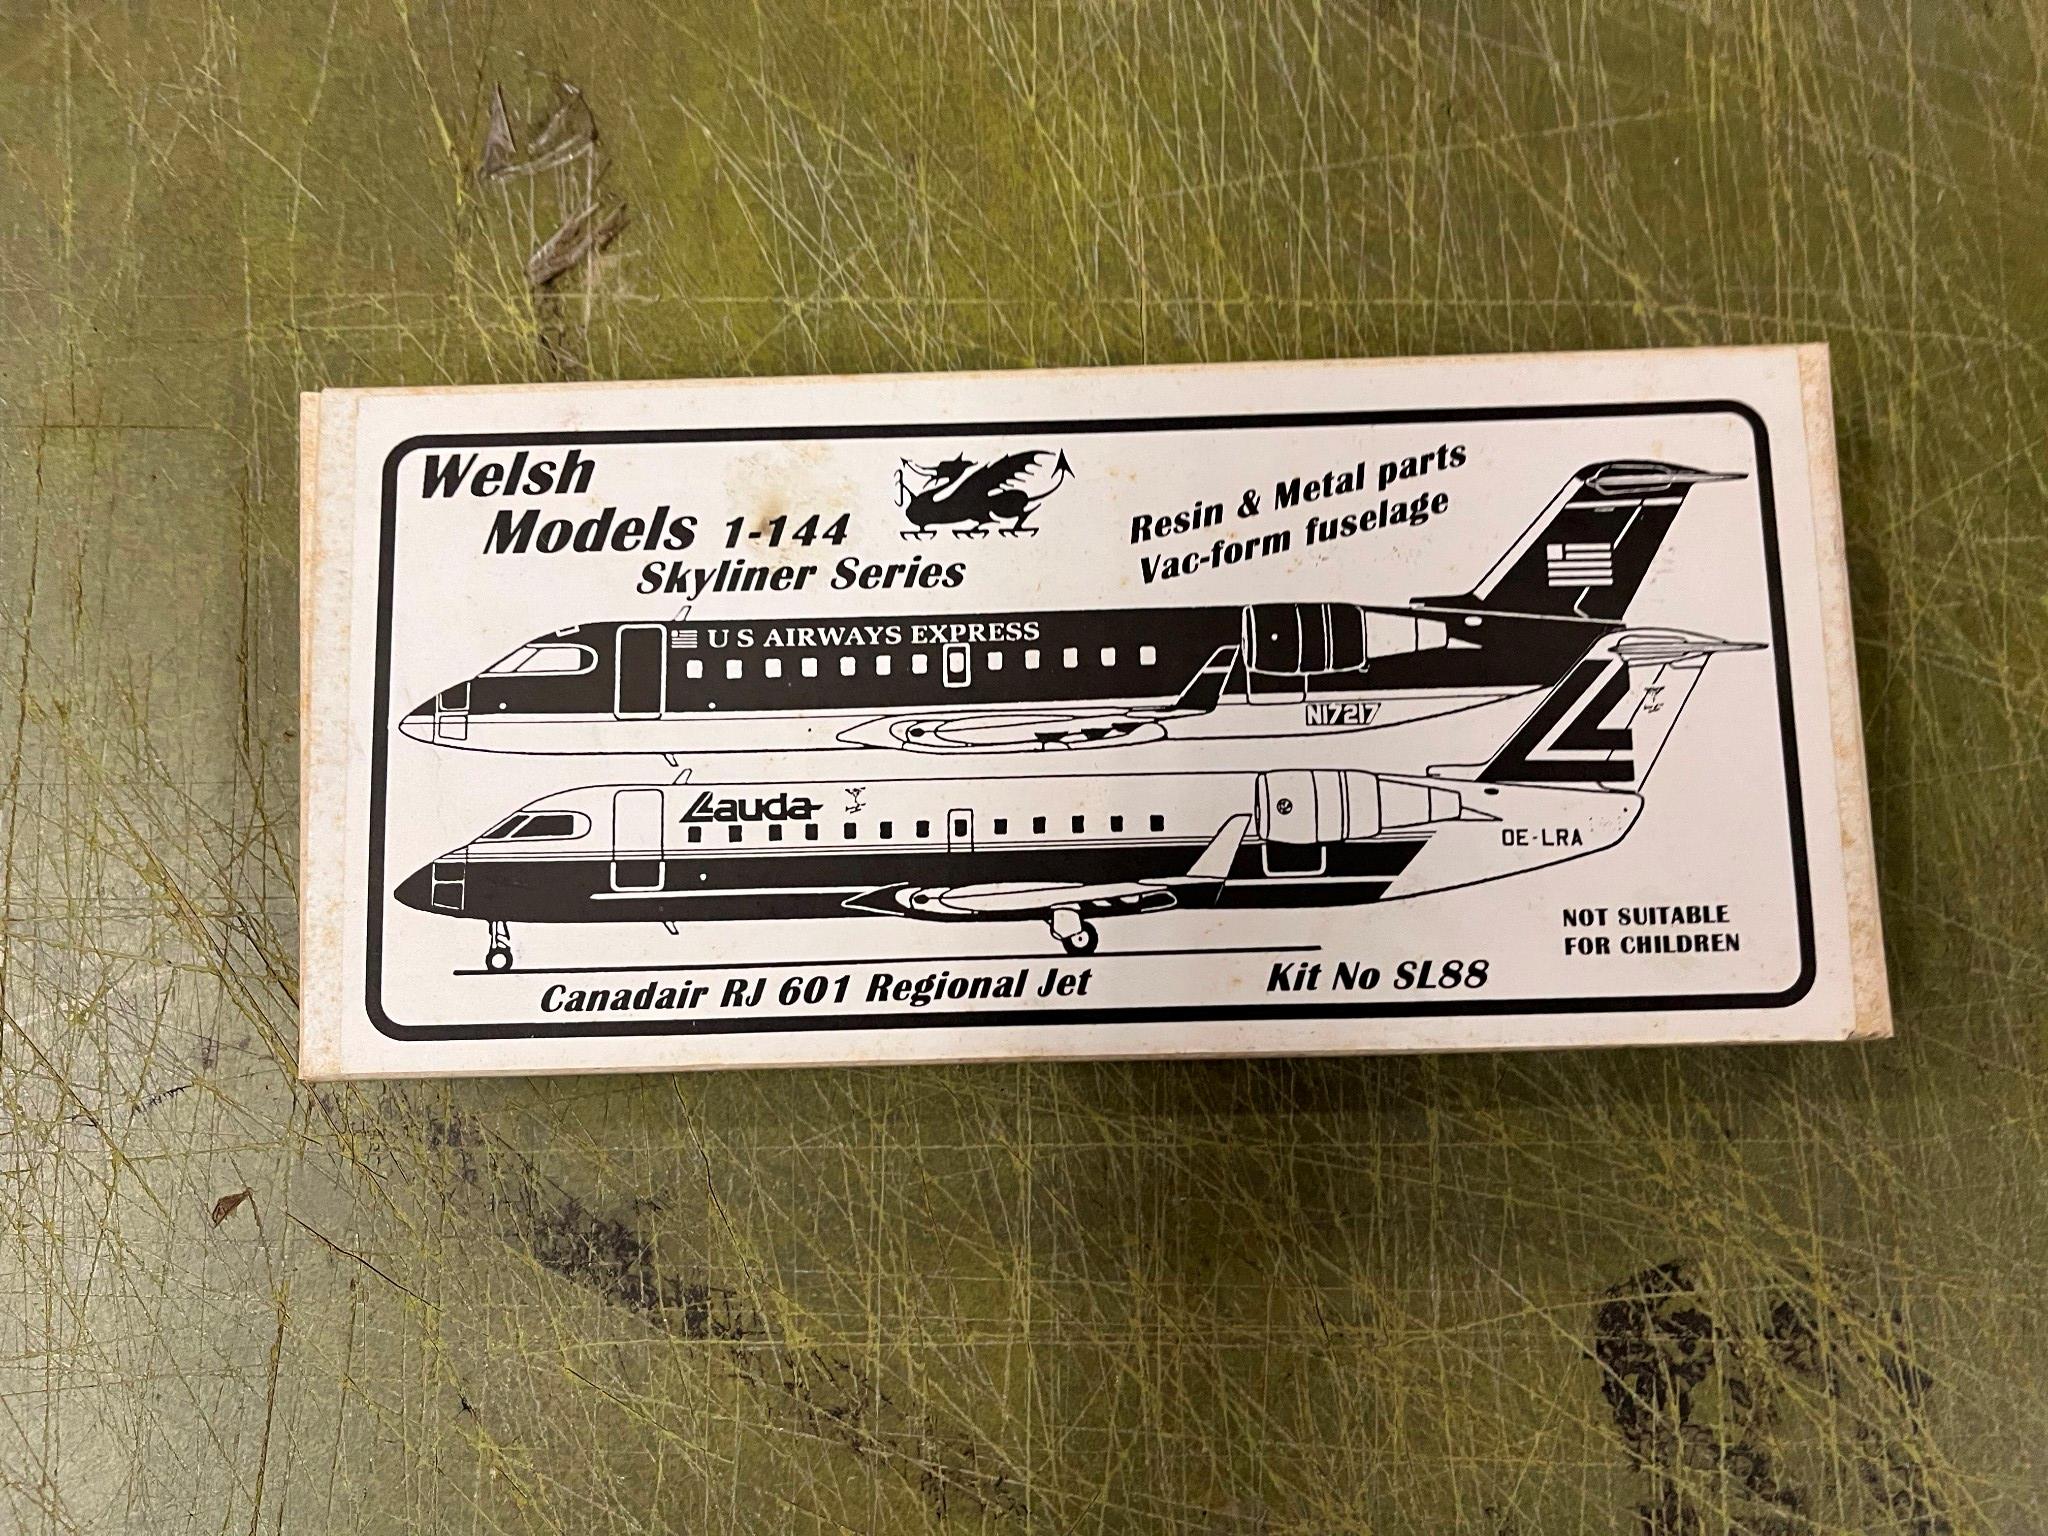 Welsh
Models 1-144
Skyliner Series
Resin & Metal parts
Vac-form fuselage
U S AIRWAYS EXPRESS
N17217
Lauda
OE-LRA
NOT SUITABLE
FOR CHILDREN
Canadair RJ 601 Regional Jet
Kit No SL88